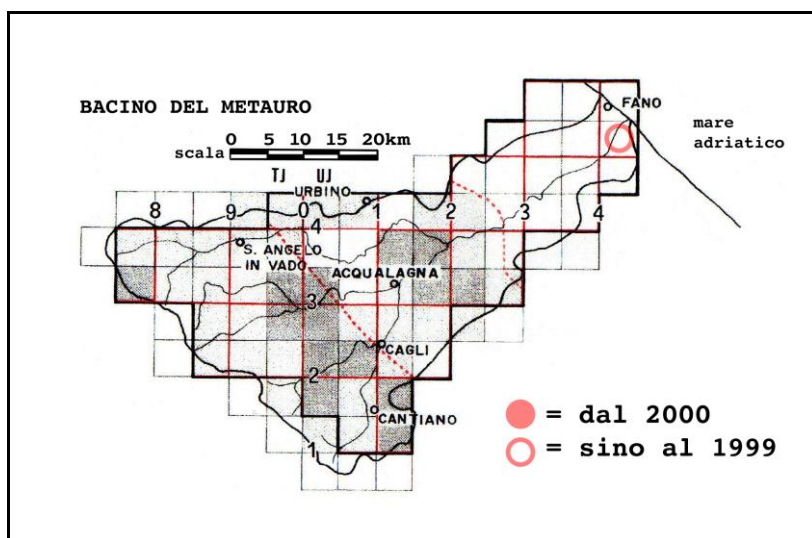 BACINO DEL METAURO
FANO
mare
adriatico
scala 0 5 10 15 20km
TJ UJ
URBINO
8 9 0 1 2 3 4
4
S. ANGELO
IN VADO
ACQUALAGNA
3
CAGLI
2
CANTIANO
1
= dal 2000
= sino al 1999